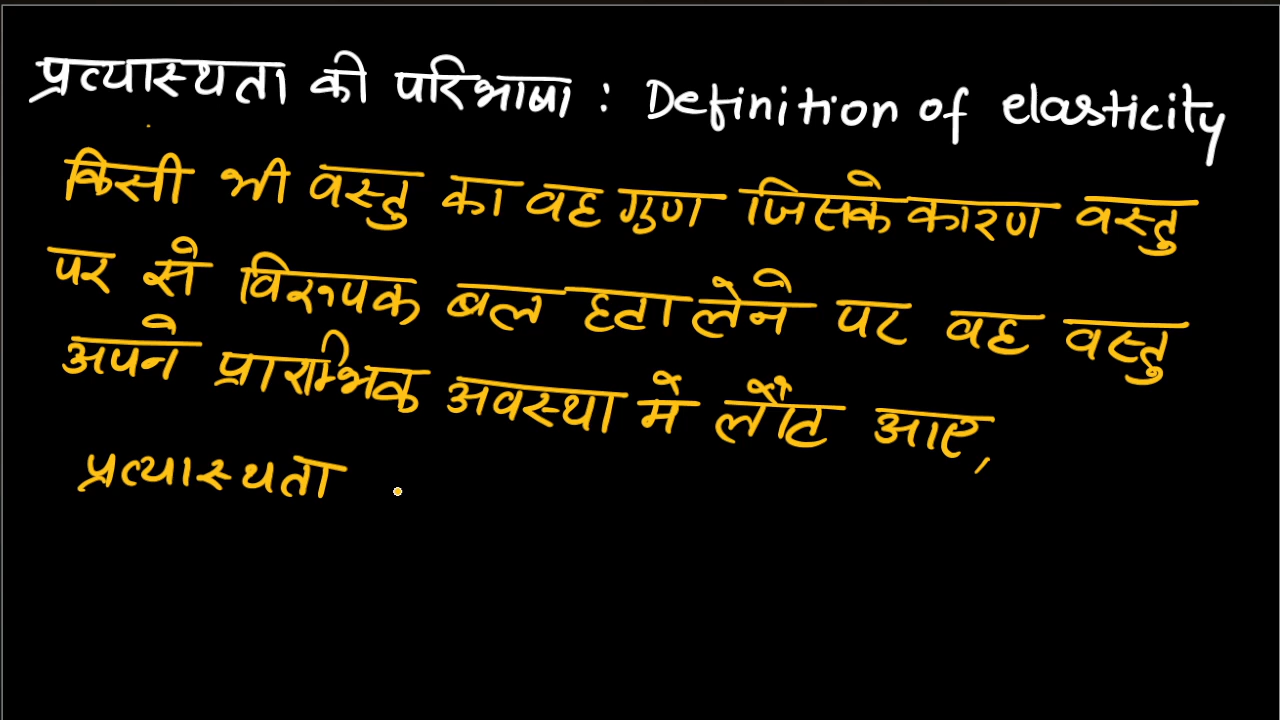 प्रत्यास्थता की परिभाषा : Definition of elasticity
किसी भी वस्तु का वह गुण जिसके कारण वस्तु
पर से विरूपक बल हटा लेने पर वह वस्तु
अपने प्रारम्भिक अवस्था मे लौट आए,
प्रत्यास्थता